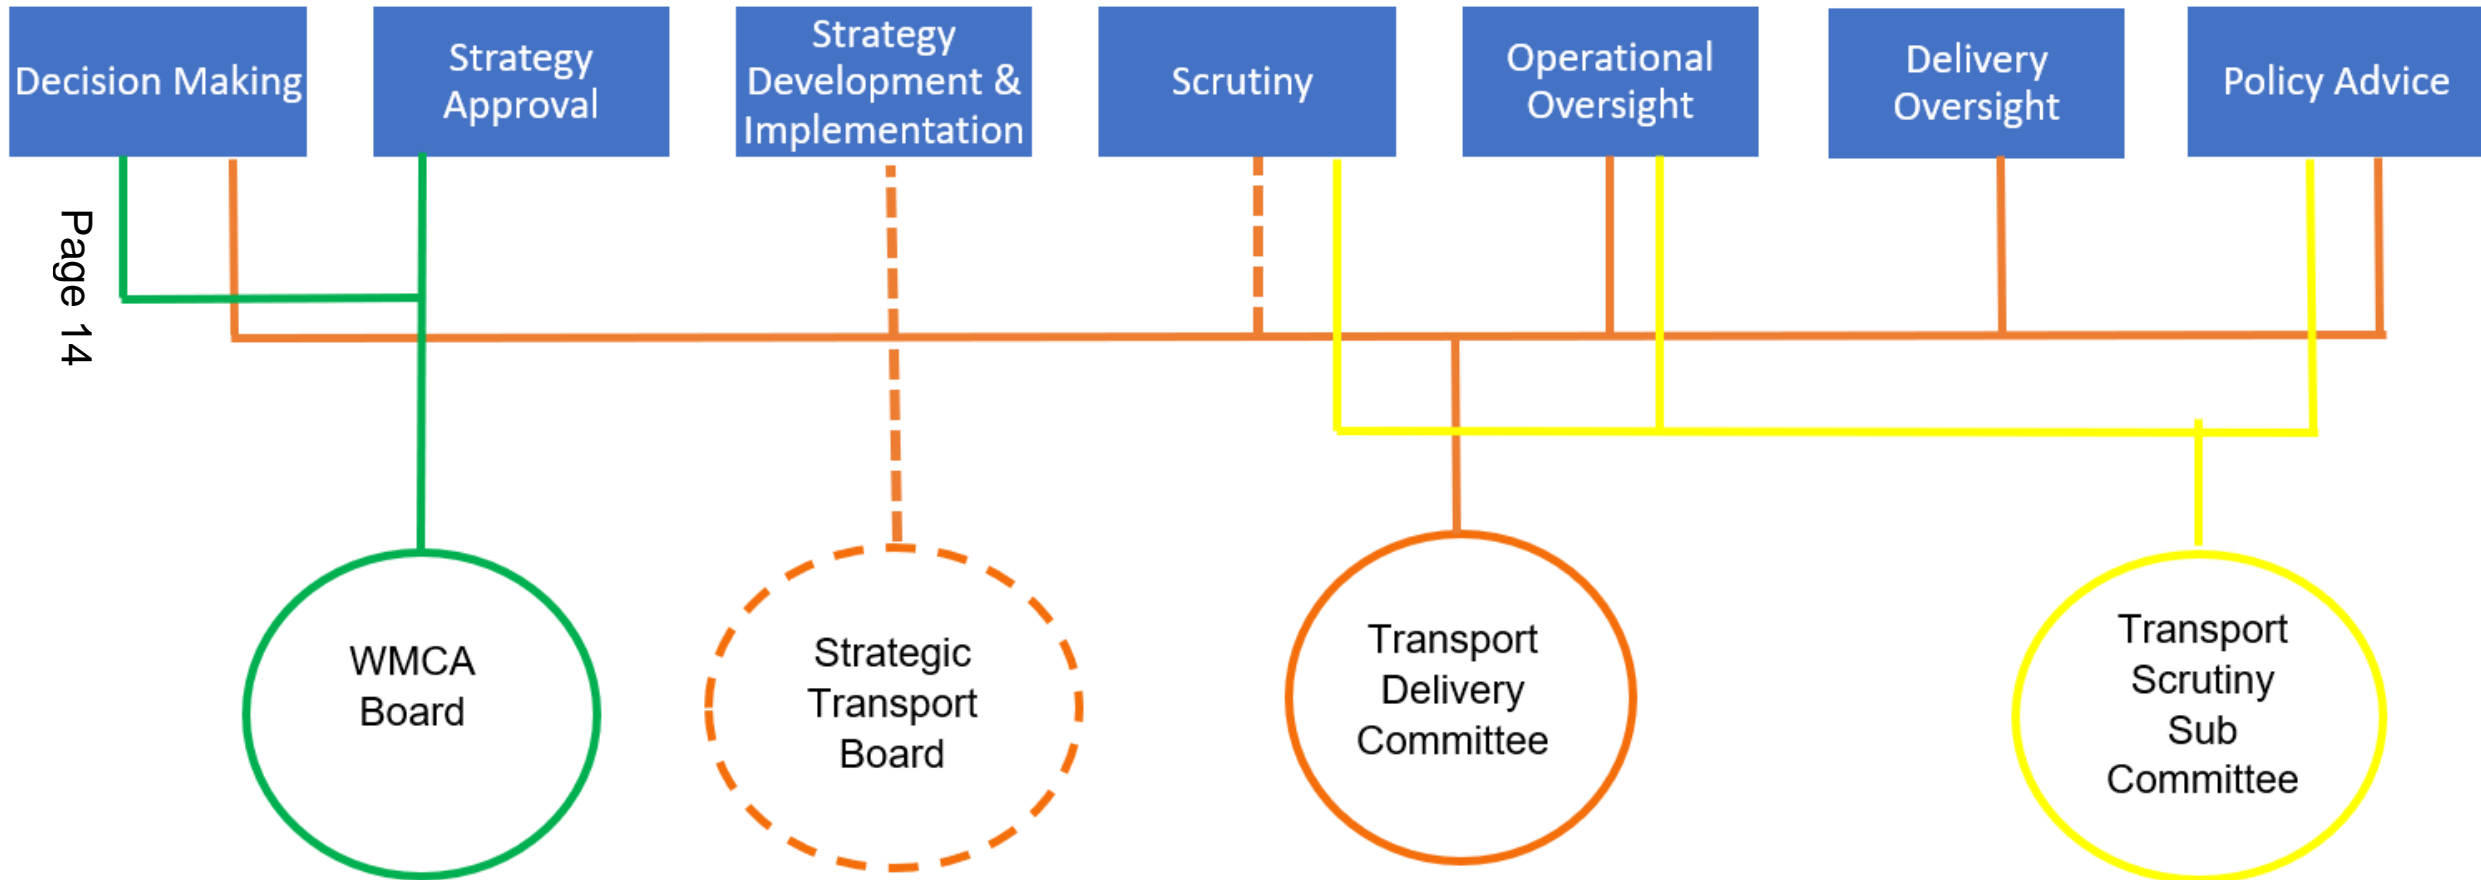 Decision Making
Strategy
Approval
Strategy
Development &
Implementation
Scrutiny
Operational
Oversight
Delivery
Oversight
Policy Advice
Page 14
WMCA
Board
Strategic
Transport
Board
Transport
Delivery
Committee
Transport
Scrutiny
Sub
Committee